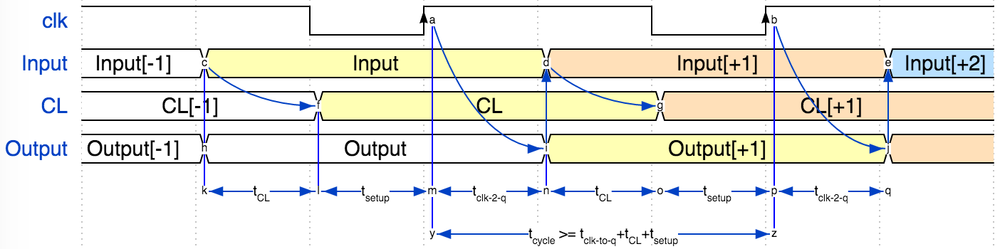 clk a b
Input Input[-1] c Input d Input[+1] e Input[+2]
CL CL[-1] f CL g CL[+1]
Output Output[-1] h Output i Output[+1] j
k tCL l tsetup m tclk-2-q n tCL o tsetup p tclk-2-q q
y tcycle >= tclk-to-q+tCL+tsetup z